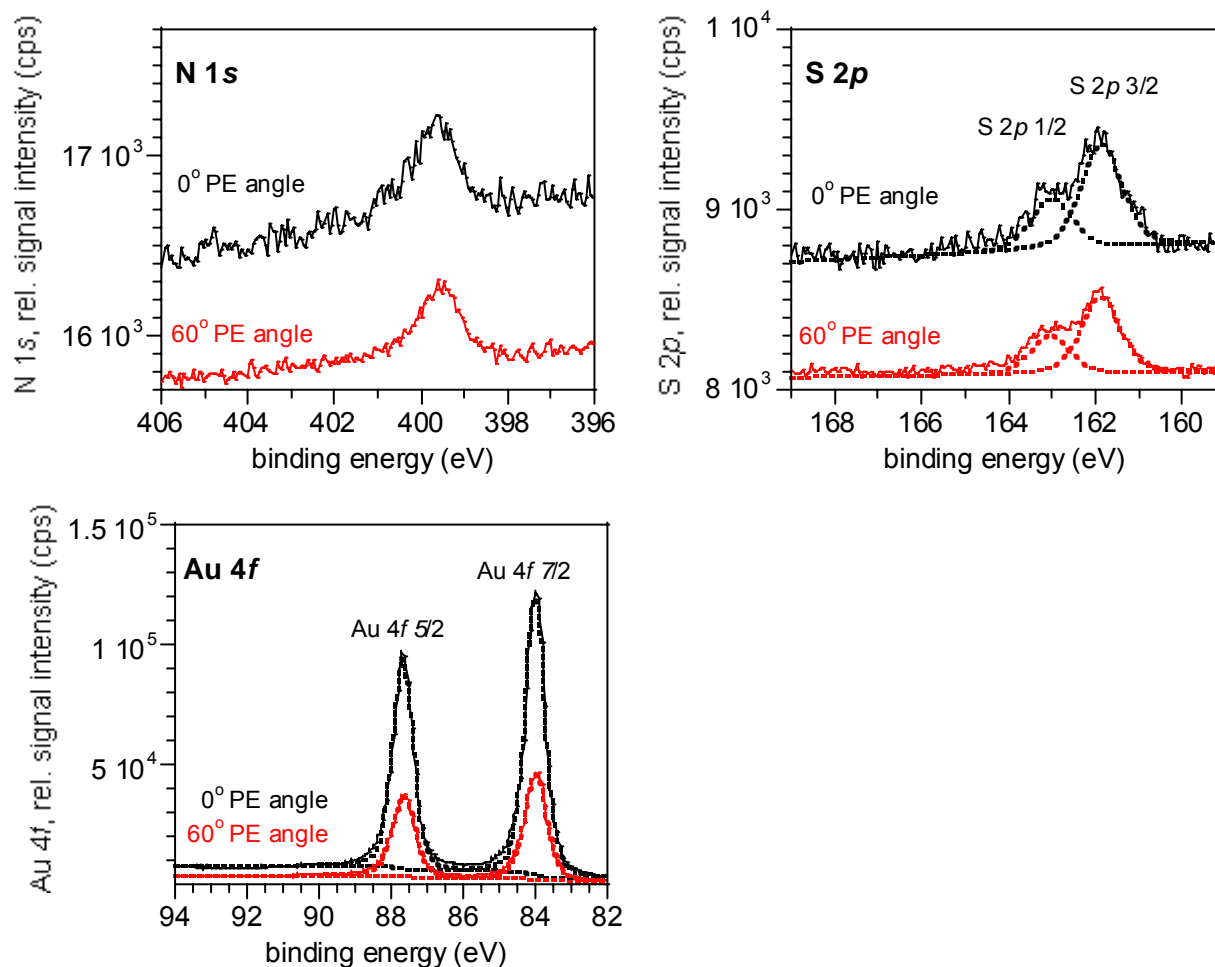 N 1s, rel. signal intensity (cps)
N 1s
17 10³
16 10³
0° PE angle
60° PE angle
406 404 402 400 398 396
binding energy (eV)
S 2p, rel. signal intensity (cps)
1 10⁴
9 10³
8 10³
S 2p
S 2p 3/2
S 2p 1/2
0° PE angle
60° PE angle
168 166 164 162 160
binding energy (eV)
Au 4f, rel. signal intensity (cps)
1.5 10⁵
1 10⁵
5 10⁴
Au 4f
Au 4f 7/2
Au 4f 5/2
0° PE angle
60° PE angle
94 92 90 88 86 84 82
binding energy (eV)